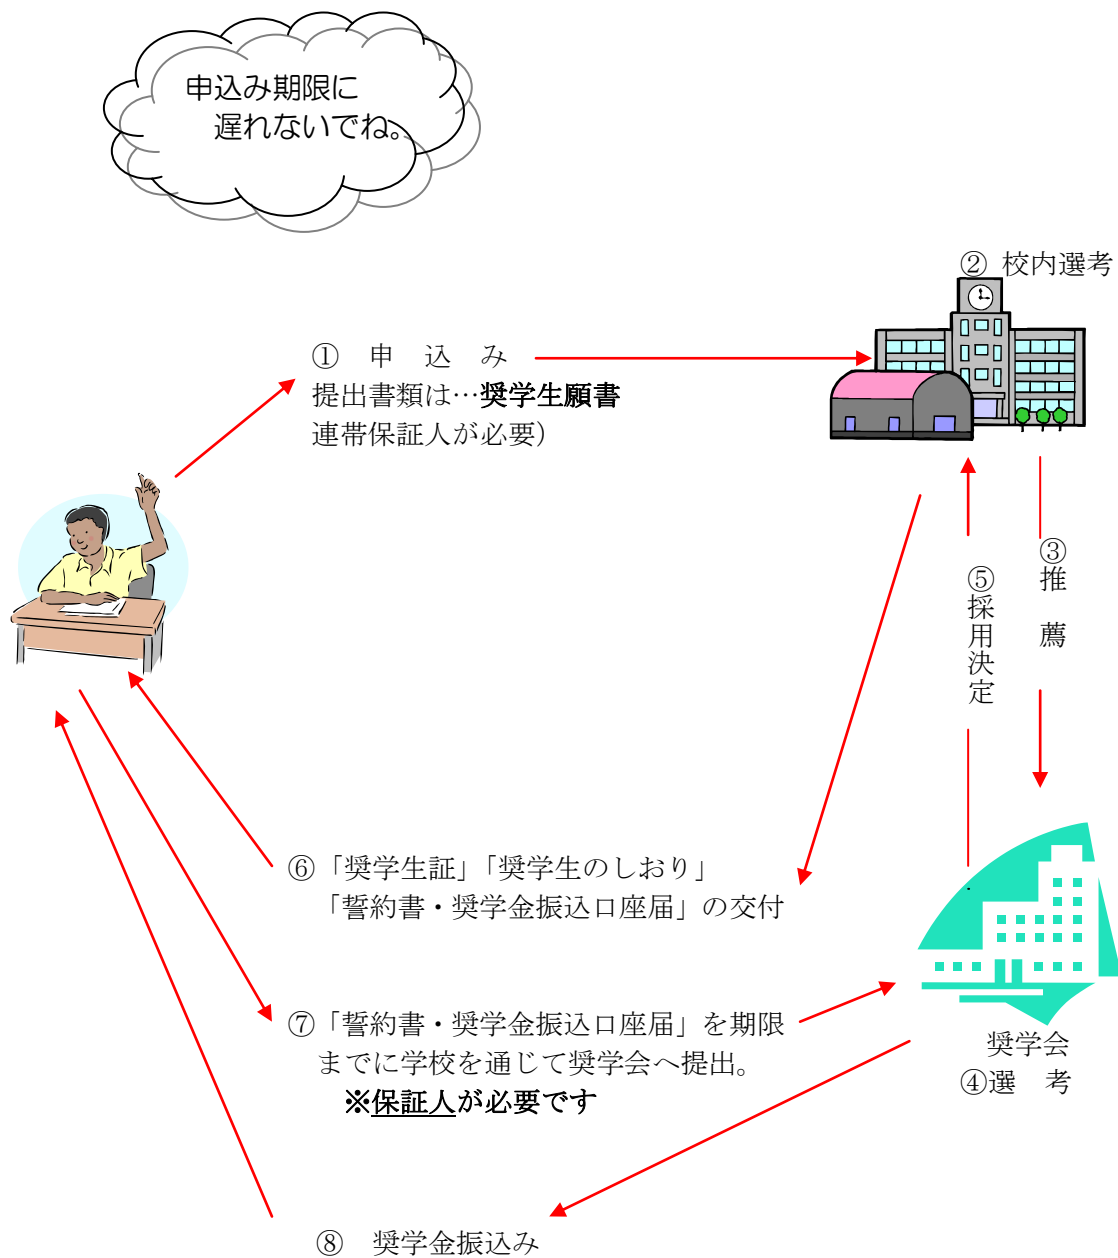 申込み期限に
遅れないでね。
② 校内選考
① 申 込 み
提出書類は…奨学生願書
連帯保証人が必要)
③推 薦
⑤採用決定
⑥「奨学生証」「奨学生のしおり」
「誓約書・奨学金振込口座届」の交付
⑦「誓約書・奨学金振込口座届」を期限
までに学校を通じて奨学会へ提出。
※保証人が必要です
奨学会
④選 考
⑧ 奨学金振込み